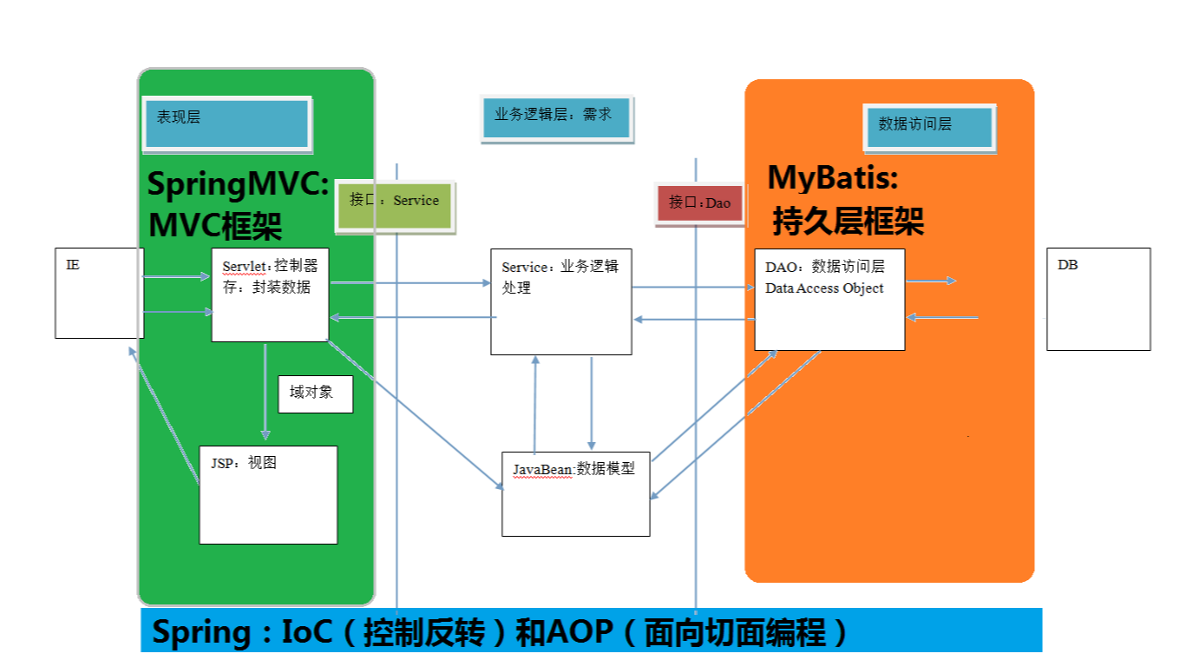 表现层
业务逻辑层：需求
数据访问层
SpringMVC:
MVC框架
接口：Service
接口:Dao
MyBatis:
持久层框架
IE
Servlet:控制器
存：封装数据
Service：业务逻辑
处理
DAO：数据访问层
Data Access Object
DB
域对象
JSP：视图
JavaBean:数据模型
Spring：IoC（控制反转）和AOP（面向切面编程）